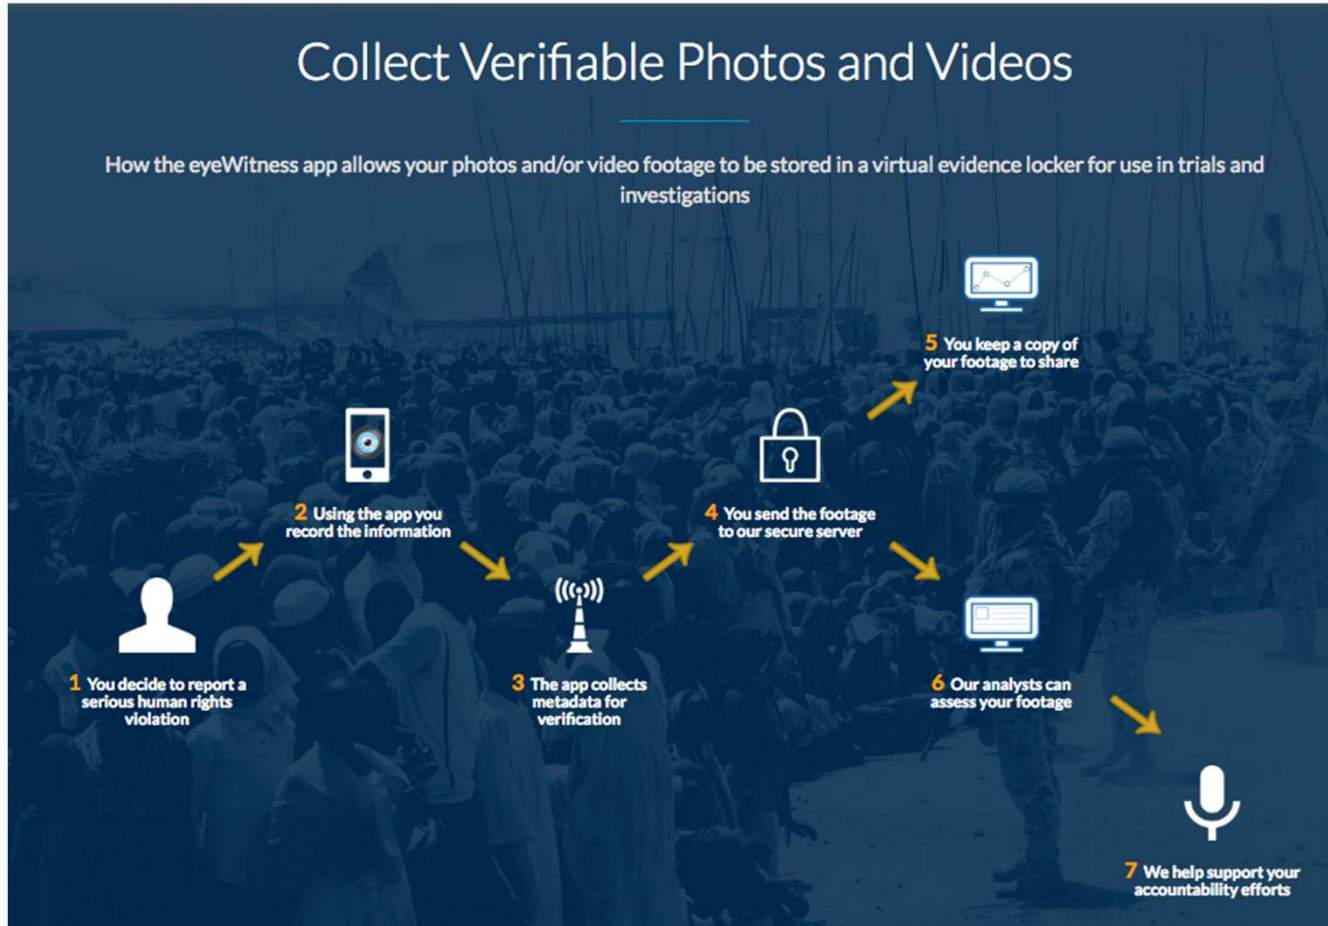 Collect Verifiable Photos and Videos
How the eyeWitness app allows your photos and/or video footage to be stored in a virtual evidence locker for use in trials and
investigations
1 You decide to report a
serious human rights
violation
2 Using the app you
record the information
3 The app collects
metadata for
verification
4 You send the footage
to our secure server
5 You keep a copy of
your footage to share
6 Our analysts can
assess your footage
7 We help support your
accountability efforts